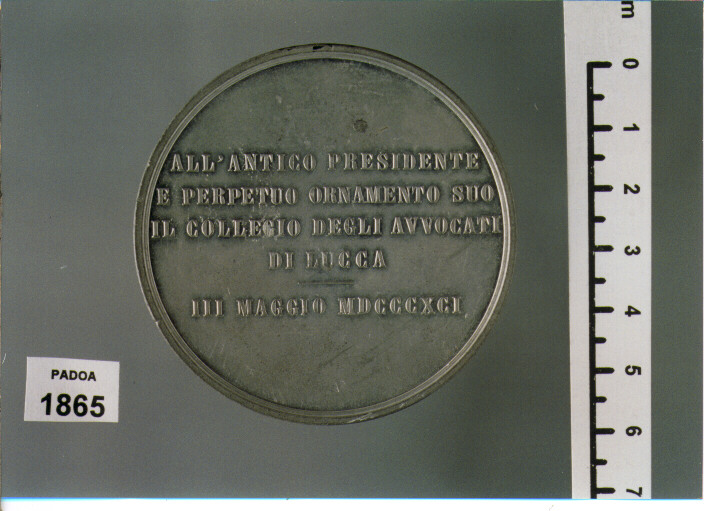 ALL'ANTICO PRESIDENTE
E PERPETUO ORNAMENTO SUO
IL COLLEGIO DEGLI AVVOCATI
DI LUCCA
III MAGGIO MDCCCXCI
PADOA
1865
m
0
1
2
3
4
5
6
7